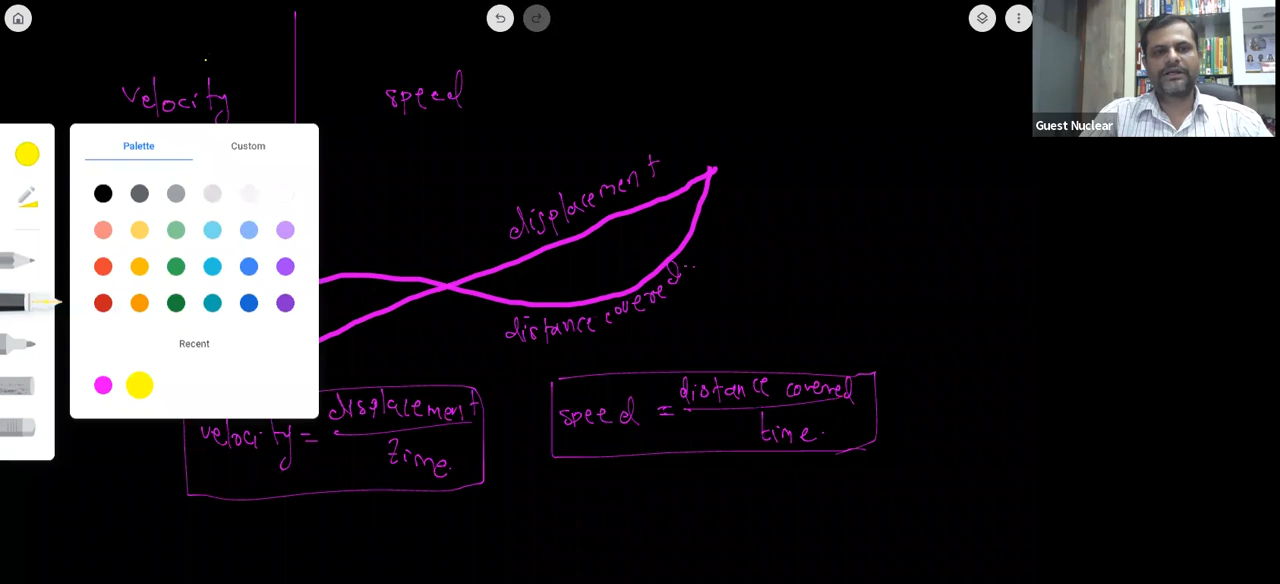 velocity
speed
Guest Nuclear
Palette
Custom
displacement
distance covered..
Recent
velocity = displacement
time.
speed = distance covered
time.